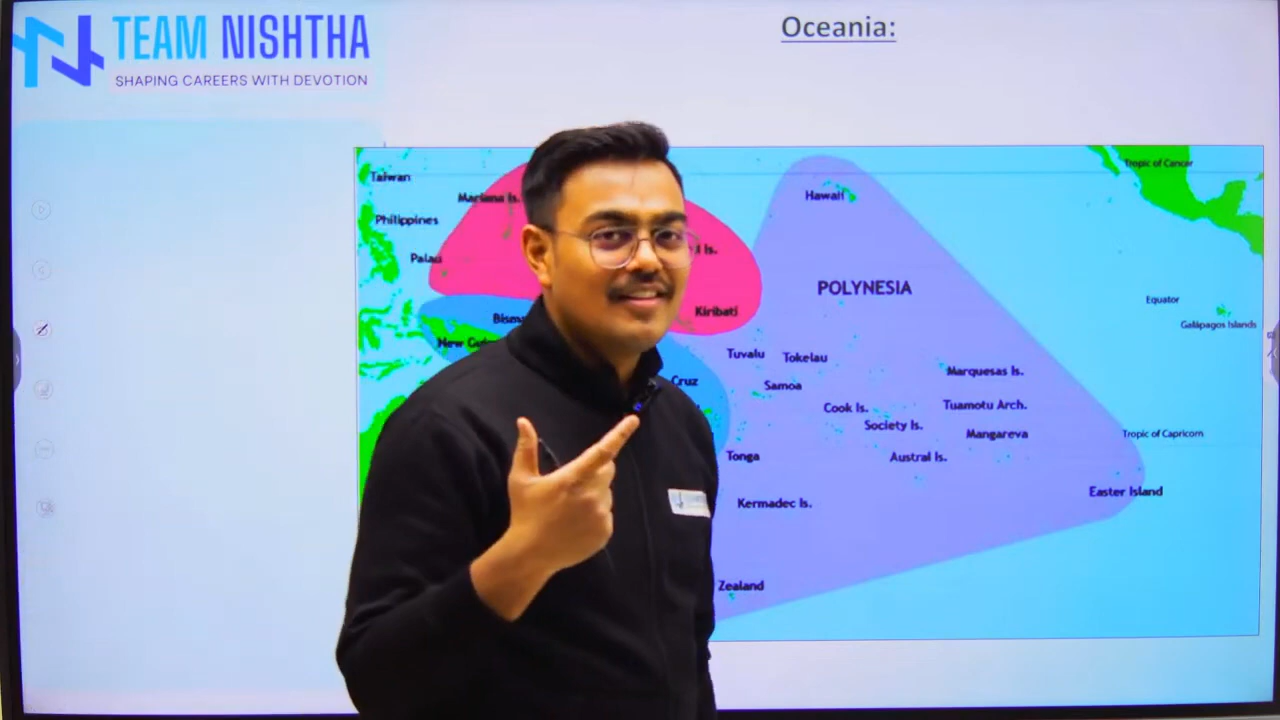 TEAM NISHTHA
SHAPING CAREERS WITH DEVOTION
Oceania:
Taiwan
Mariana Is.
Hawaii
Tropic of Cancer
Philippines
Palau
Is.
POLYNESIA
Equator
Kiribati
Galápagos Islands
Tuvalu
Tokelau
Marquesas Is.
Cruz
Samoa
Cook Is.
Tuamotu Arch.
Society Is.
Mangareva
Tropic of Capricorn
Tonga
Austral Is.
Easter Island
Kermadec Is.
Zealand